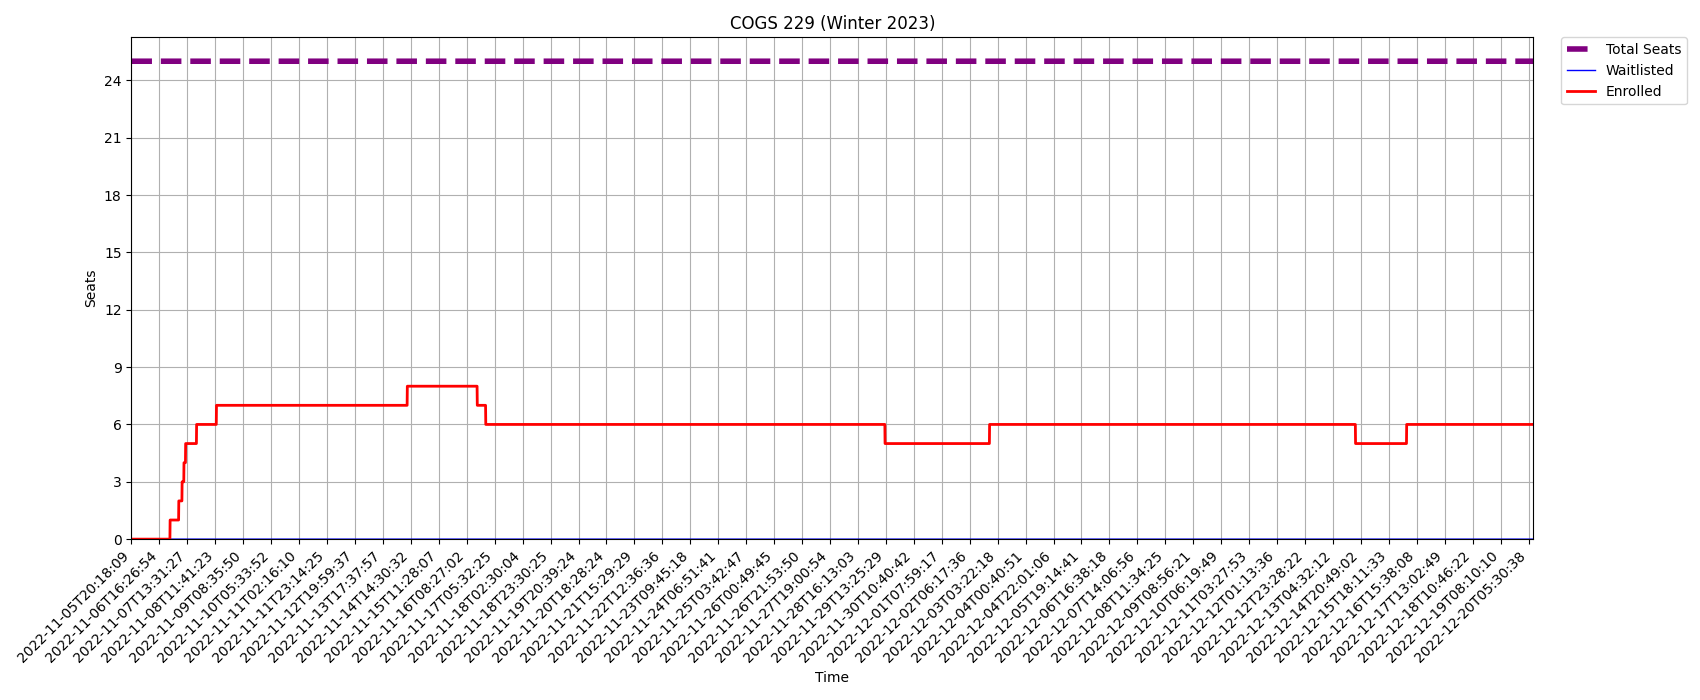 COGS 229 (Winter 2023)
Total Seats
Waitlisted
Enrolled
Seats
24
21
18
15
12
9
6
3
0
2022-11-05T20:18:09
2022-11-06T16:26:54
2022-11-07T13:31:27
2022-11-08T11:41:23
2022-11-09T08:35:50
2022-11-10T05:33:52
2022-11-11T02:16:10
2022-11-11T23:14:25
2022-11-12T19:59:37
2022-11-13T17:37:57
2022-11-14T14:30:32
2022-11-15T11:28:07
2022-11-16T08:27:02
2022-11-17T05:32:25
2022-11-18T02:30:04
2022-11-18T23:30:25
2022-11-19T20:39:24
2022-11-20T18:28:24
2022-11-21T15:29:29
2022-11-22T12:36:36
2022-11-23T09:45:18
2022-11-24T06:51:41
2022-11-25T03:42:47
2022-11-26T00:49:45
2022-11-26T21:53:50
2022-11-27T19:00:54
2022-11-28T16:13:03
2022-11-29T13:25:29
2022-11-30T10:40:42
2022-12-01T07:59:17
2022-12-02T06:17:36
2022-12-03T03:22:18
2022-12-04T00:40:51
2022-12-04T22:01:06
2022-12-05T19:14:41
2022-12-06T16:38:18
2022-12-07T14:06:56
2022-12-08T11:34:25
2022-12-09T08:56:21
2022-12-10T06:19:49
2022-12-11T03:27:53
2022-12-12T01:13:36
2022-12-12T23:28:22
2022-12-13T04:32:12
2022-12-14T20:49:02
2022-12-15T18:11:33
2022-12-16T15:38:08
2022-12-17T13:02:49
2022-12-18T10:46:22
2022-12-19T08:10:10
2022-12-20T05:30:38
Time